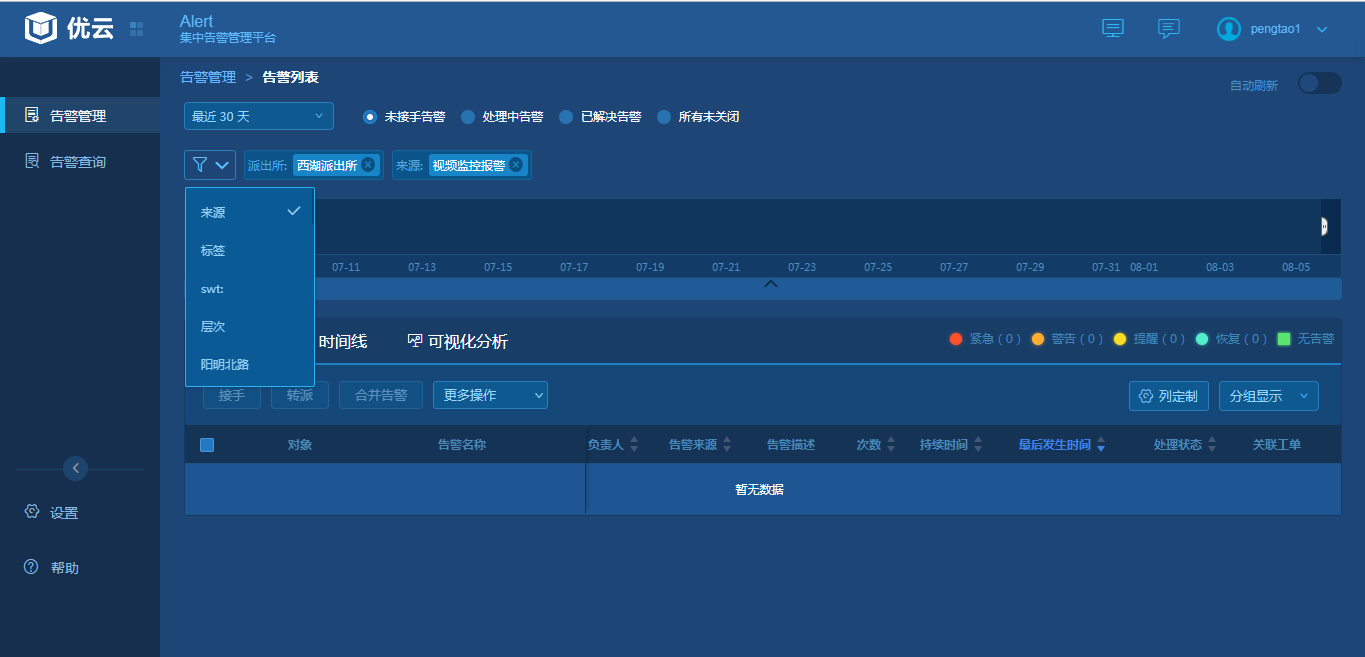 优云
Alert
集中告警管理平台
pengtao1
告警管理
告警查询
设置
帮助
告警管理 > 告警列表
自动刷新
最近 30 天
未接手告警 处理中告警 已解决告警 所有未关闭
派出所: 西湖派出所 来源: 视频监控报警
来源
标签
swt:
层次
阳明北路
07-11 07-13 07-15 07-17 07-19 07-21 07-23 07-25 07-27 07-29 07-31 08-01 08-03 08-05
时间线 可视化分析
紧急 ( 0 ) 警告 ( 0 ) 提醒 ( 0 ) 恢复 ( 0 ) 无告警
接手 转派 合并告警 更多操作 列定制 分组显示
对象 告警名称 负责人 告警来源 告警描述 次数 持续时间 最后发生时间 处理状态 关联工单
暂无数据